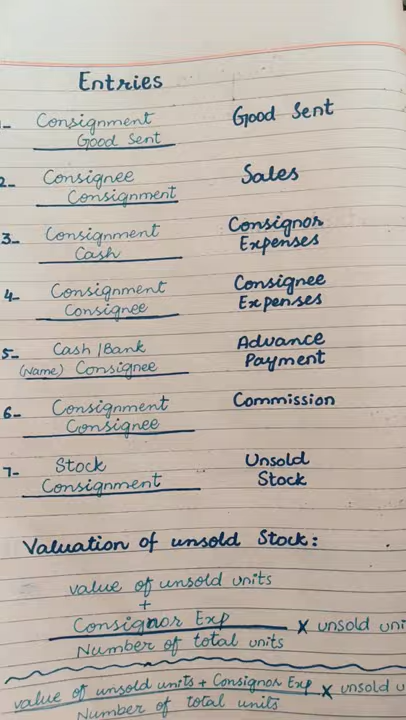 Entries
1- Consignment Good Sent
Good Sent
2- Consignee Sales
Consignment
3- Consignment Consignor
Cash Expenses
4- Consignment Consignee
Consignee Expenses
5- Cash/Bank Advance
(Name) Consignee Payment
6- Consignment Commission
Consignee
7- Stock Unsold
Consignment Stock
Valuation of unsold Stock:
value of unsold units
+
Consignor Exp × unsold uni
Number of total units
value of unsold units + Consignor Exp × unsold u
Number of total units